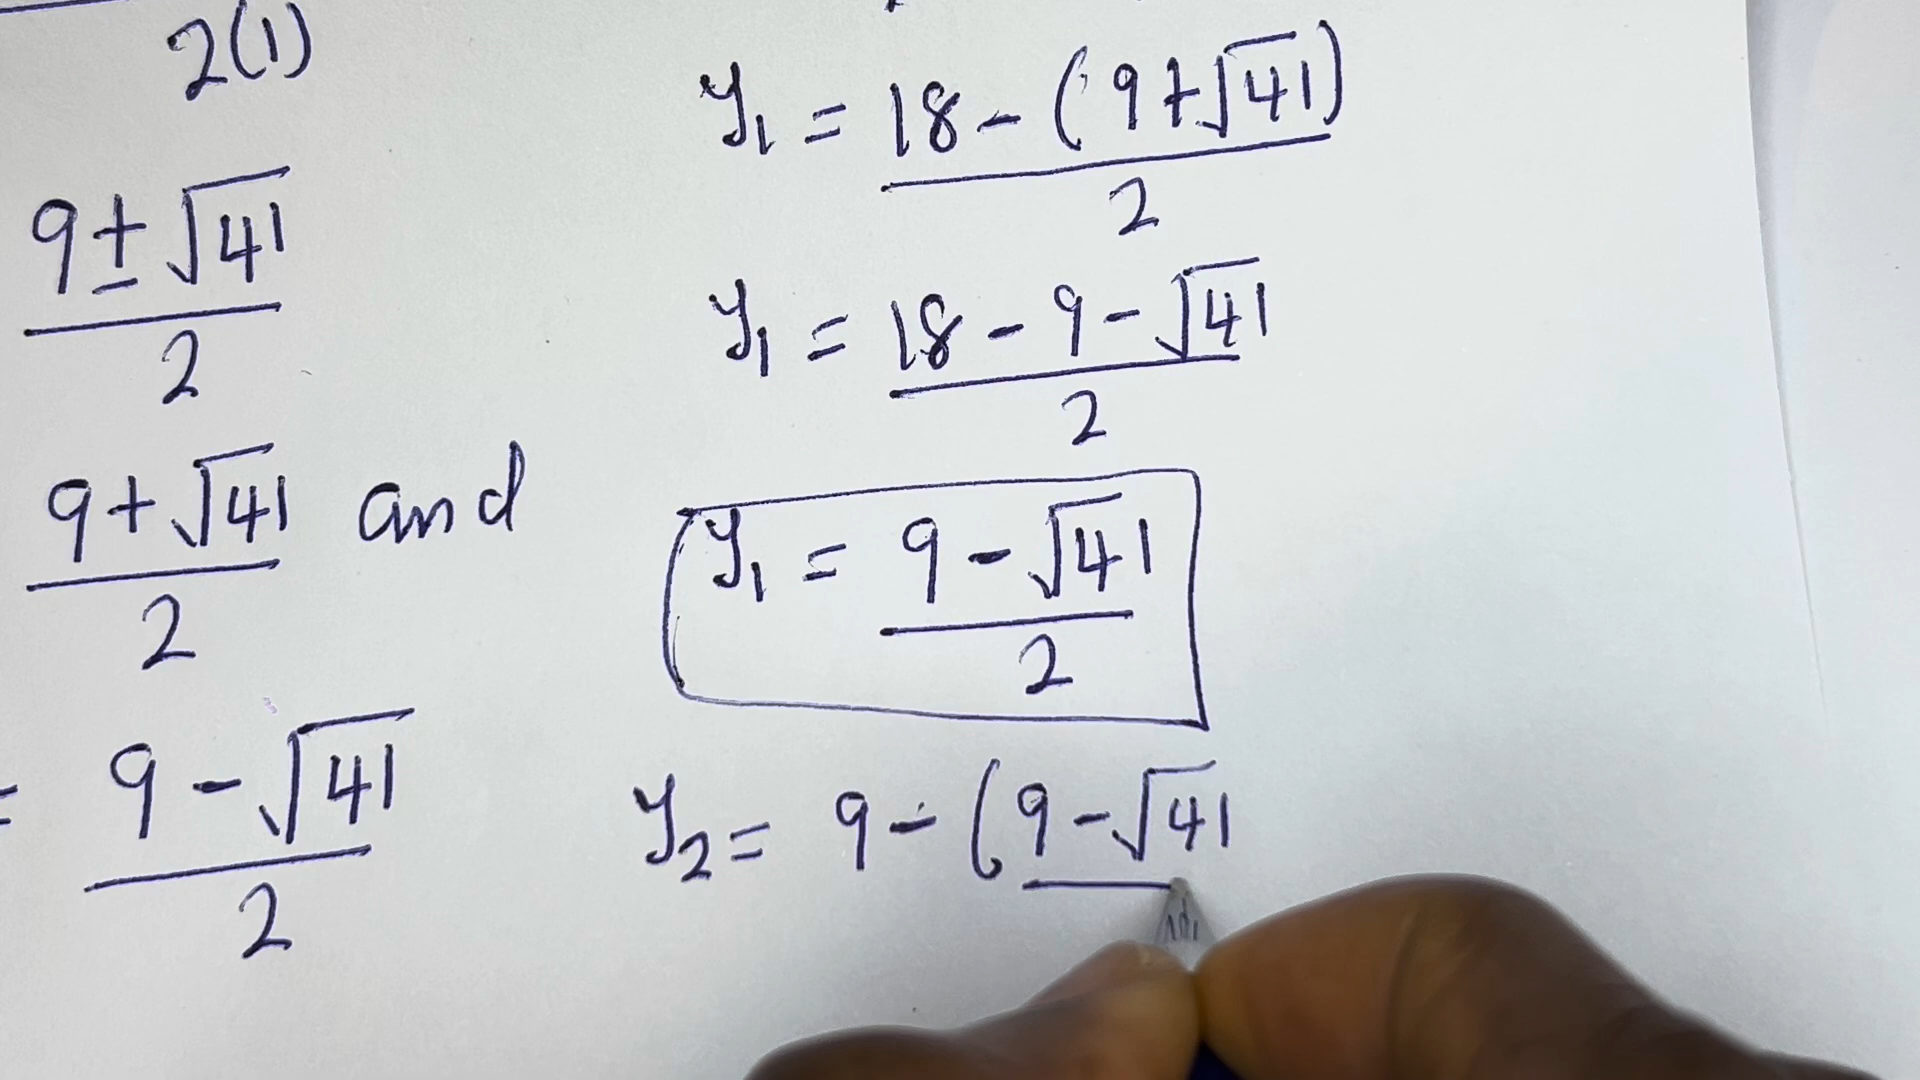 2(1)
9 ± √41
2
9 + √41 and
2
= 9 - √41
2
y₁ = 18 - (9 + √41)
2
y₁ = 18 - 9 - √41
2
y₁ = 9 - √41
2
y₂ = 9 - (9 - √41